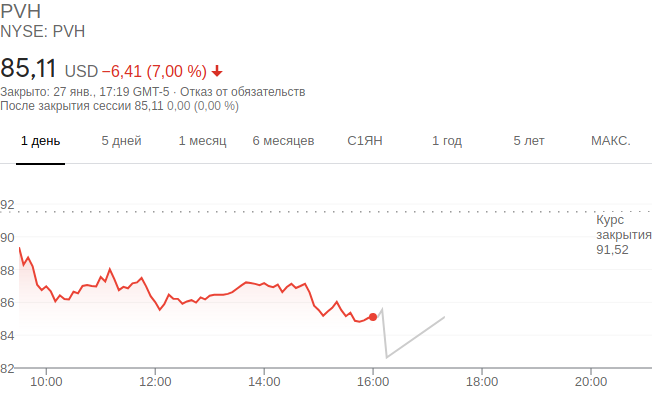 PVH
NYSE: PVH
85,11 USD −6,41 (7,00 %)
Закрыто: 27 янв., 17:19 GMT-5 · Отказ от обязательств
После закрытия сессии 85,11 0,00 (0,00 %)
1 день 5 дней 1 месяц 6 месяцев С1ЯН 1 год 5 лет МАКС.
92
Курс
закрытия
91,52
90
88
86
84
82
10:00 12:00 14:00 16:00 18:00 20:00